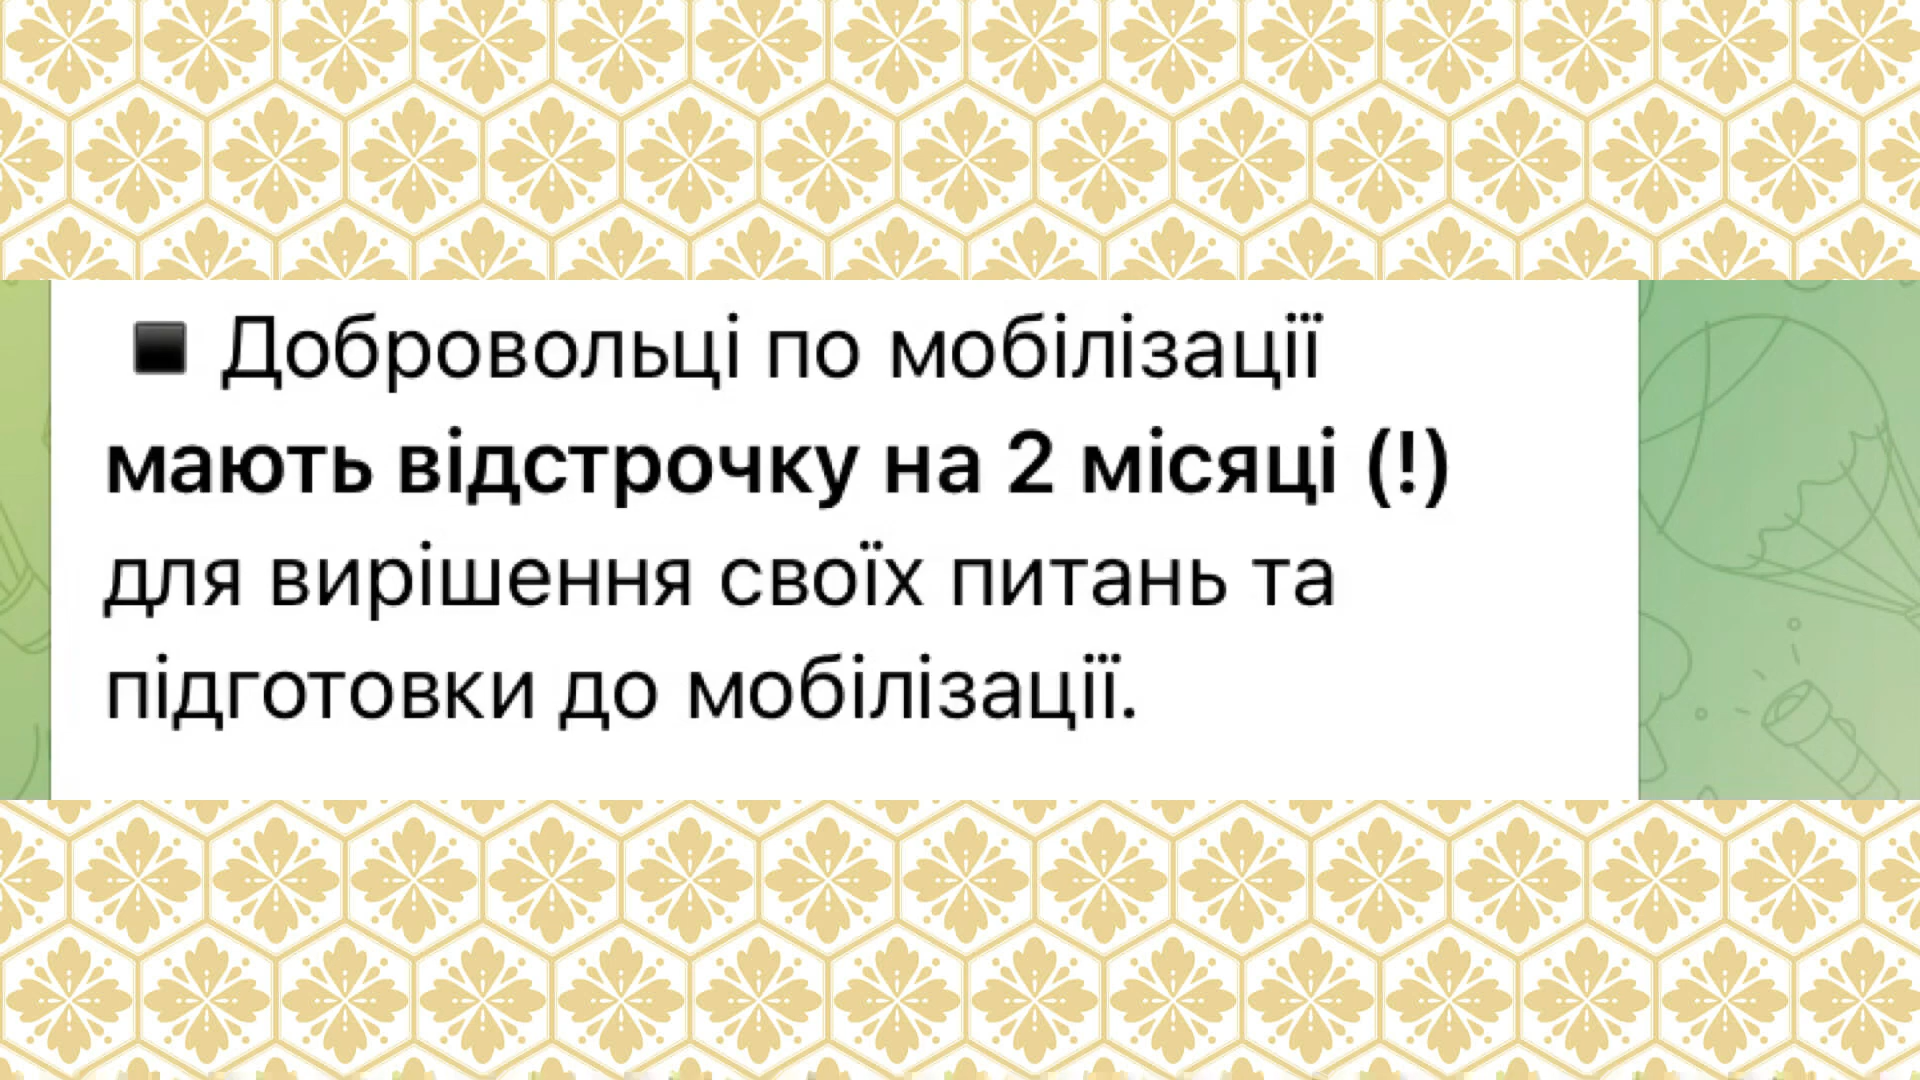 ▪️ Добровольці по мобілізації
мають відстрочку на 2 місяці (!)
для вирішення своїх питань та
підготовки до мобілізації.